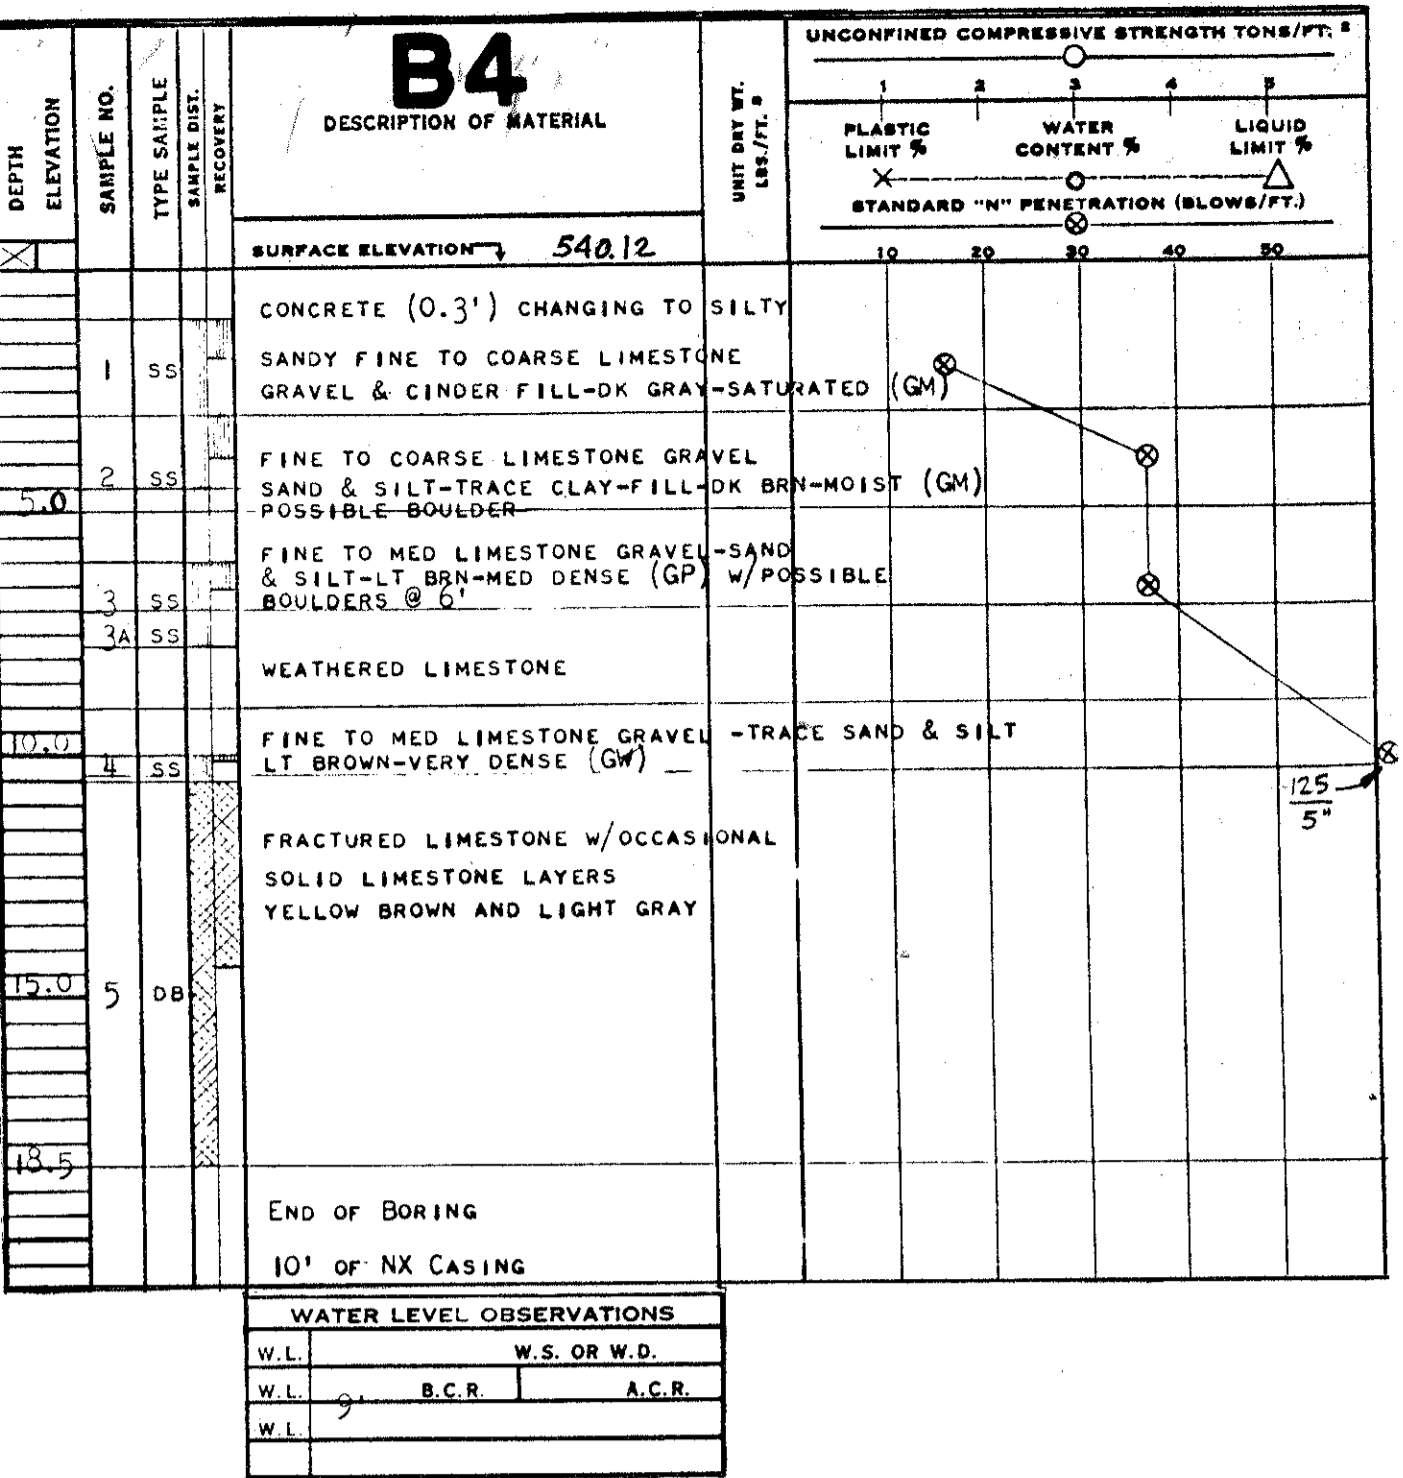 B4
DESCRIPTION OF MATERIAL
DEPTH
ELEVATION
SAMPLE NO.
TYPE SAMPLE
SAMPLE DIST.
RECOVERY
SURFACE ELEVATION 540.12
UNIT DRY WT.
LBS./FT.³
UNCONFINED COMPRESSIVE STRENGTH TONS/FT.²
1 2 3 4 5
PLASTIC LIMIT %
WATER CONTENT %
LIQUID LIMIT %
STANDARD "N" PENETRATION (BLOWS/FT.)
10 20 30 40 50
CONCRETE (0.3') CHANGING TO SILTY
1 SS SANDY FINE TO COARSE LIMESTONE
GRAVEL & CINDER FILL-DK GRAY-SATURATED (GM)
FINE TO COARSE LIMESTONE GRAVEL
2 SS SAND & SILT-TRACE CLAY-FILL-DK BRN-MOIST (GM)
5.0 POSSIBLE BOULDER
FINE TO MED LIMESTONE GRAVEL-SAND
& SILT-LT BRN-MED DENSE (GP) W/POSSIBLE
3 SS BOULDERS @ 6'
3A SS
WEATHERED LIMESTONE
10.0 FINE TO MED LIMESTONE GRAVEL -TRACE SAND & SILT
4 SS LT BROWN-VERY DENSE (GW)
125
5"
FRACTURED LIMESTONE W/OCCASIONAL
SOLID LIMESTONE LAYERS
YELLOW BROWN AND LIGHT GRAY
15.0 5 DB
18.5
END OF BORING
10' OF NX CASING
WATER LEVEL OBSERVATIONS
W.L. W.S. OR W.D.
W.L. 9' B.C.R. A.C.R.
W.L.